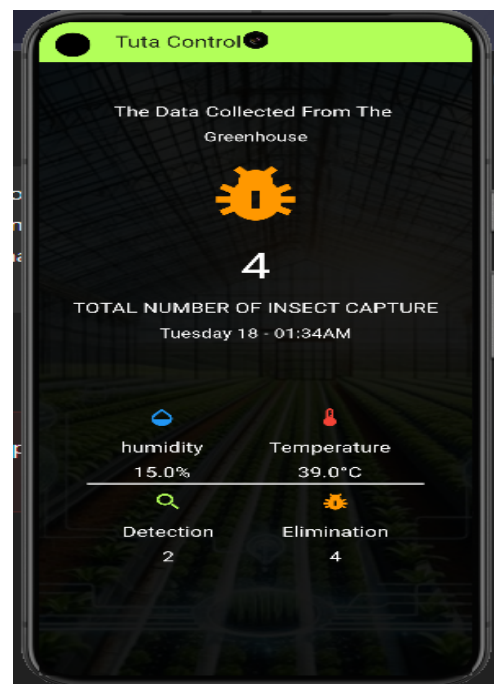 Tuta Control
The Data Collected From The
Greenhouse
4
TOTAL NUMBER OF INSECT CAPTURE
Tuesday 18 - 01:34AM
humidity Temperature
15.0% 39.0°C
Detection Elimination
2 4